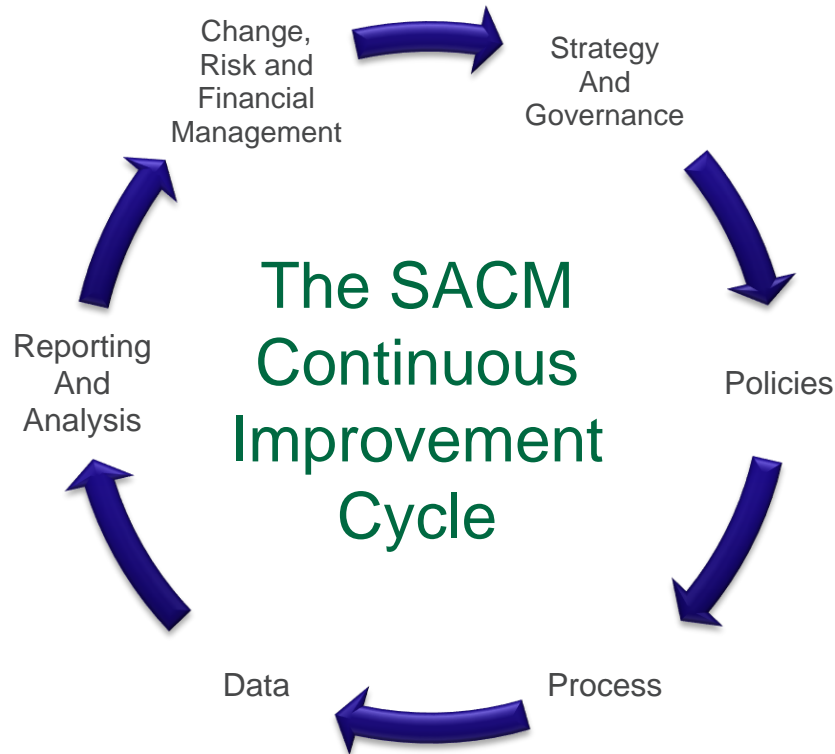 Change,
Risk and
Financial
Management
Strategy
And
Governance
The SACM
Continuous
Improvement
Cycle
Reporting
And
Analysis
Policies
Data
Process